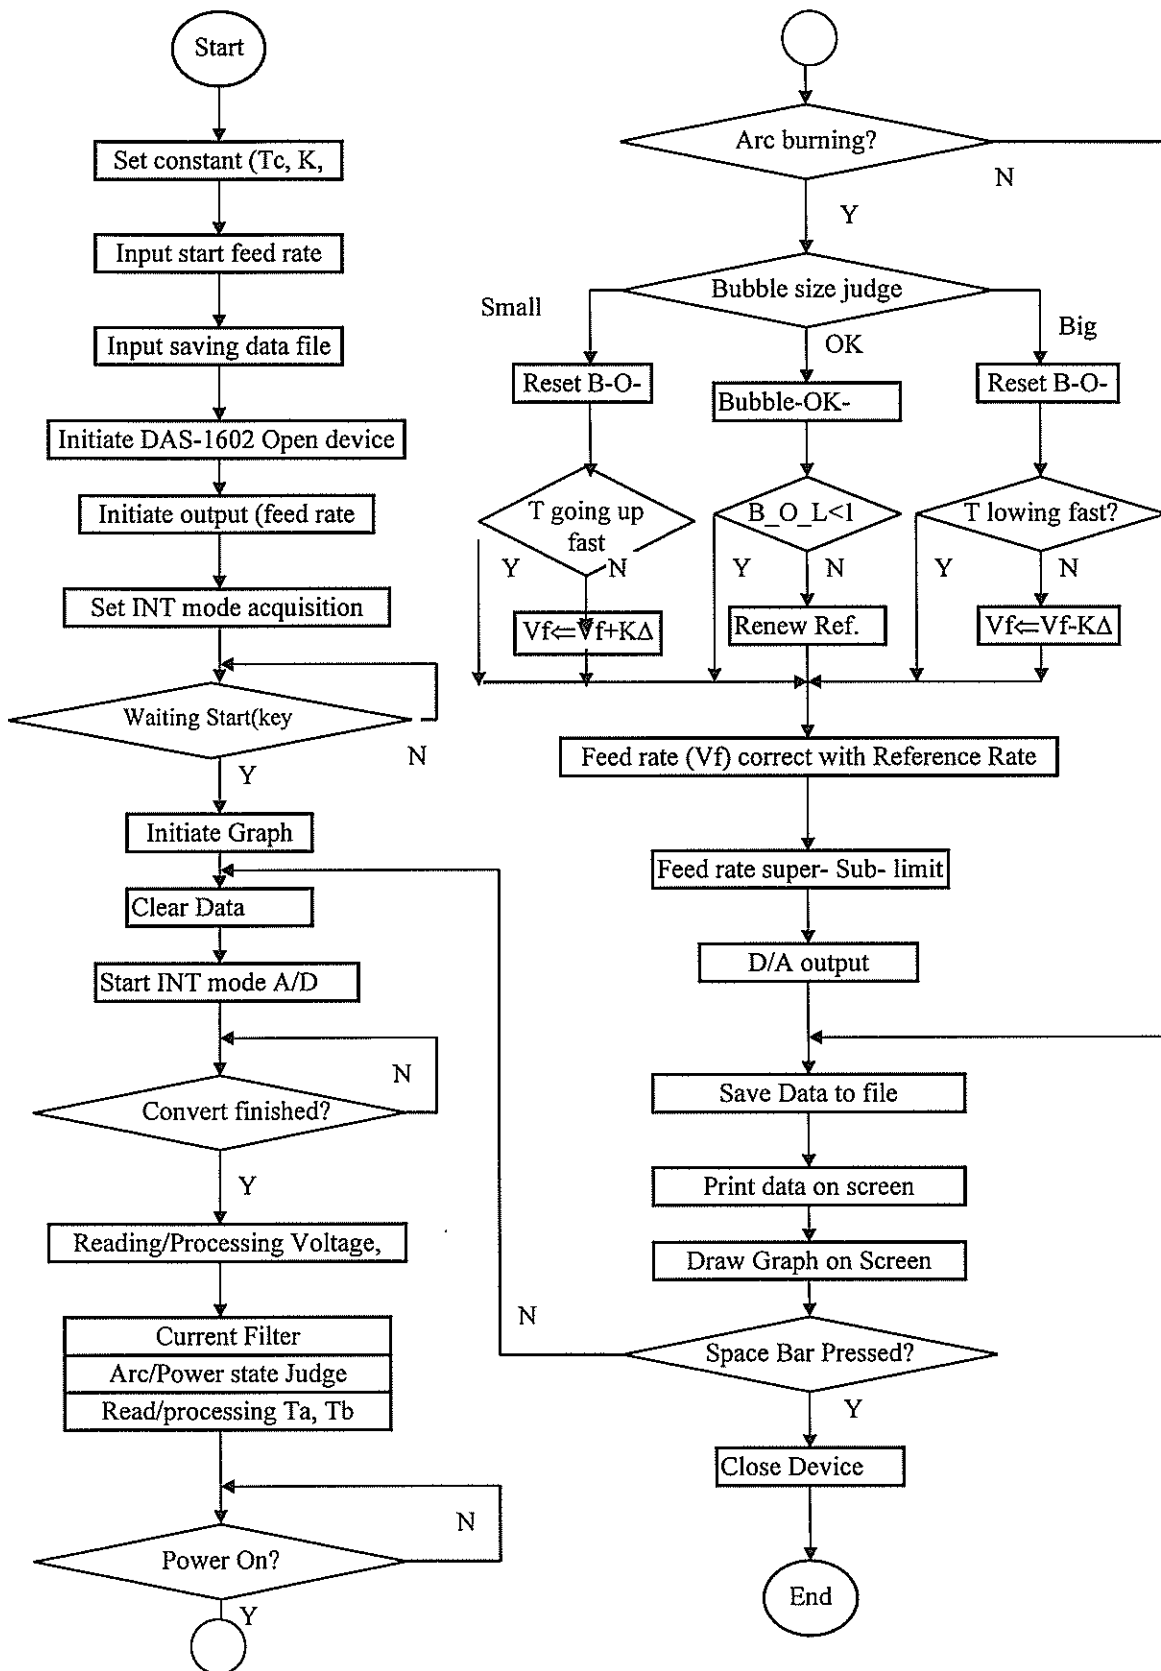 Start
Set constant (Tc, K,
Input start feed rate
Input saving data file
Initiate DAS-1602 Open device
Initiate output (feed rate
Set INT mode acquisition
Waiting Start(key
N
Y
Initiate Graph
Clear Data
Start INT mode A/D
N
Convert finished?
Y
Reading/Processing Voltage,
Current Filter
Arc/Power state Judge
Read/processing Ta, Tb
N
Power On?
Y
Arc burning?
N
Y
Bubble size judge
Small
OK
Big
Reset B-O-
Bubble-OK-
Reset B-O-
T going up
fast
B_O_L<1
T lowing fast?
Y
N
Y
N
Y
N
Vf⇐Vf+KΔ
Renew Ref.
Vf⇐Vf-KΔ
Feed rate (Vf) correct with Reference Rate
Feed rate super- Sub- limit
D/A output
Save Data to file
Print data on screen
Draw Graph on Screen
N
Space Bar Pressed?
Y
Close Device
End